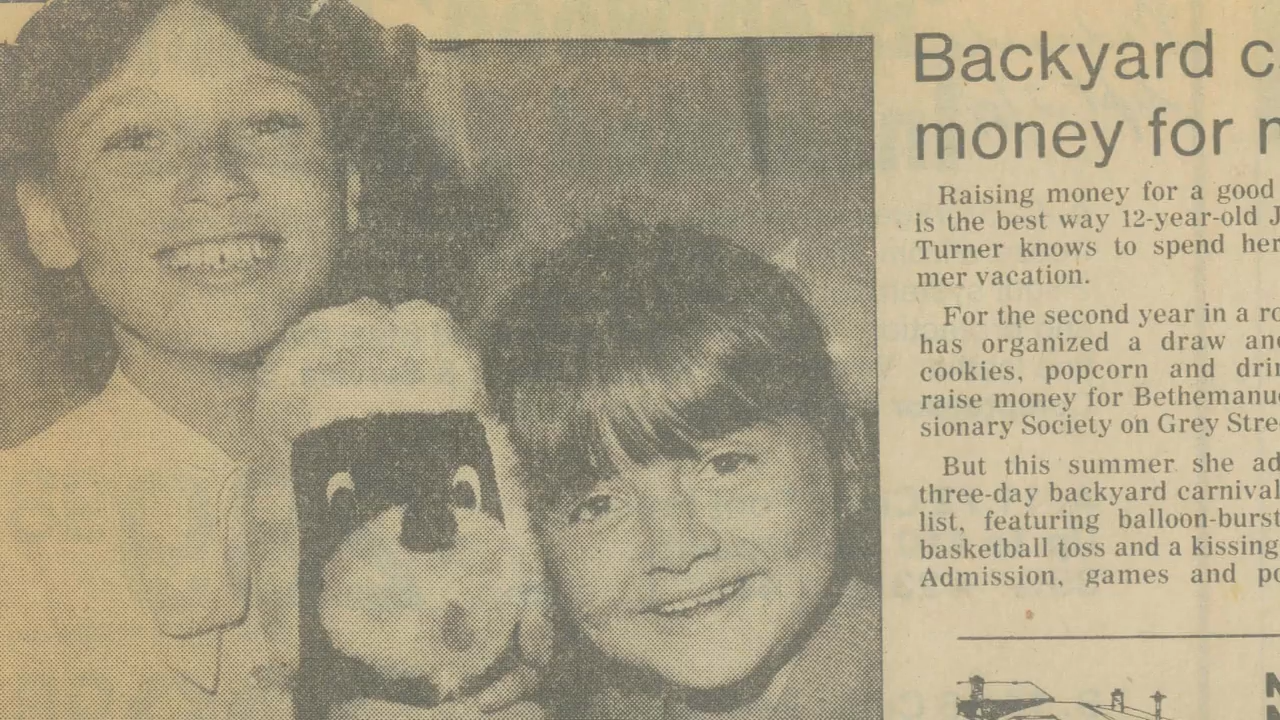 Backyard c
money for
Raising money for a good
is the best way 12-year-old J
Turner knows to spend her
mer vacation.
For the second year in a ro
has organized a draw and
cookies, popcorn and drin
raise money for Bethemanue
sionary Society on Grey Stre
But this summer she ad
three-day backyard carnival
list, featuring balloon-burst
basketball toss and a kissing
Admission, games and po